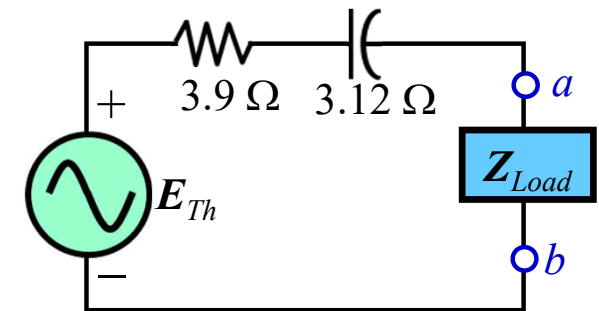 +
3.9 Ω
3.12 Ω
a
E_Th
Z_Load
−
b